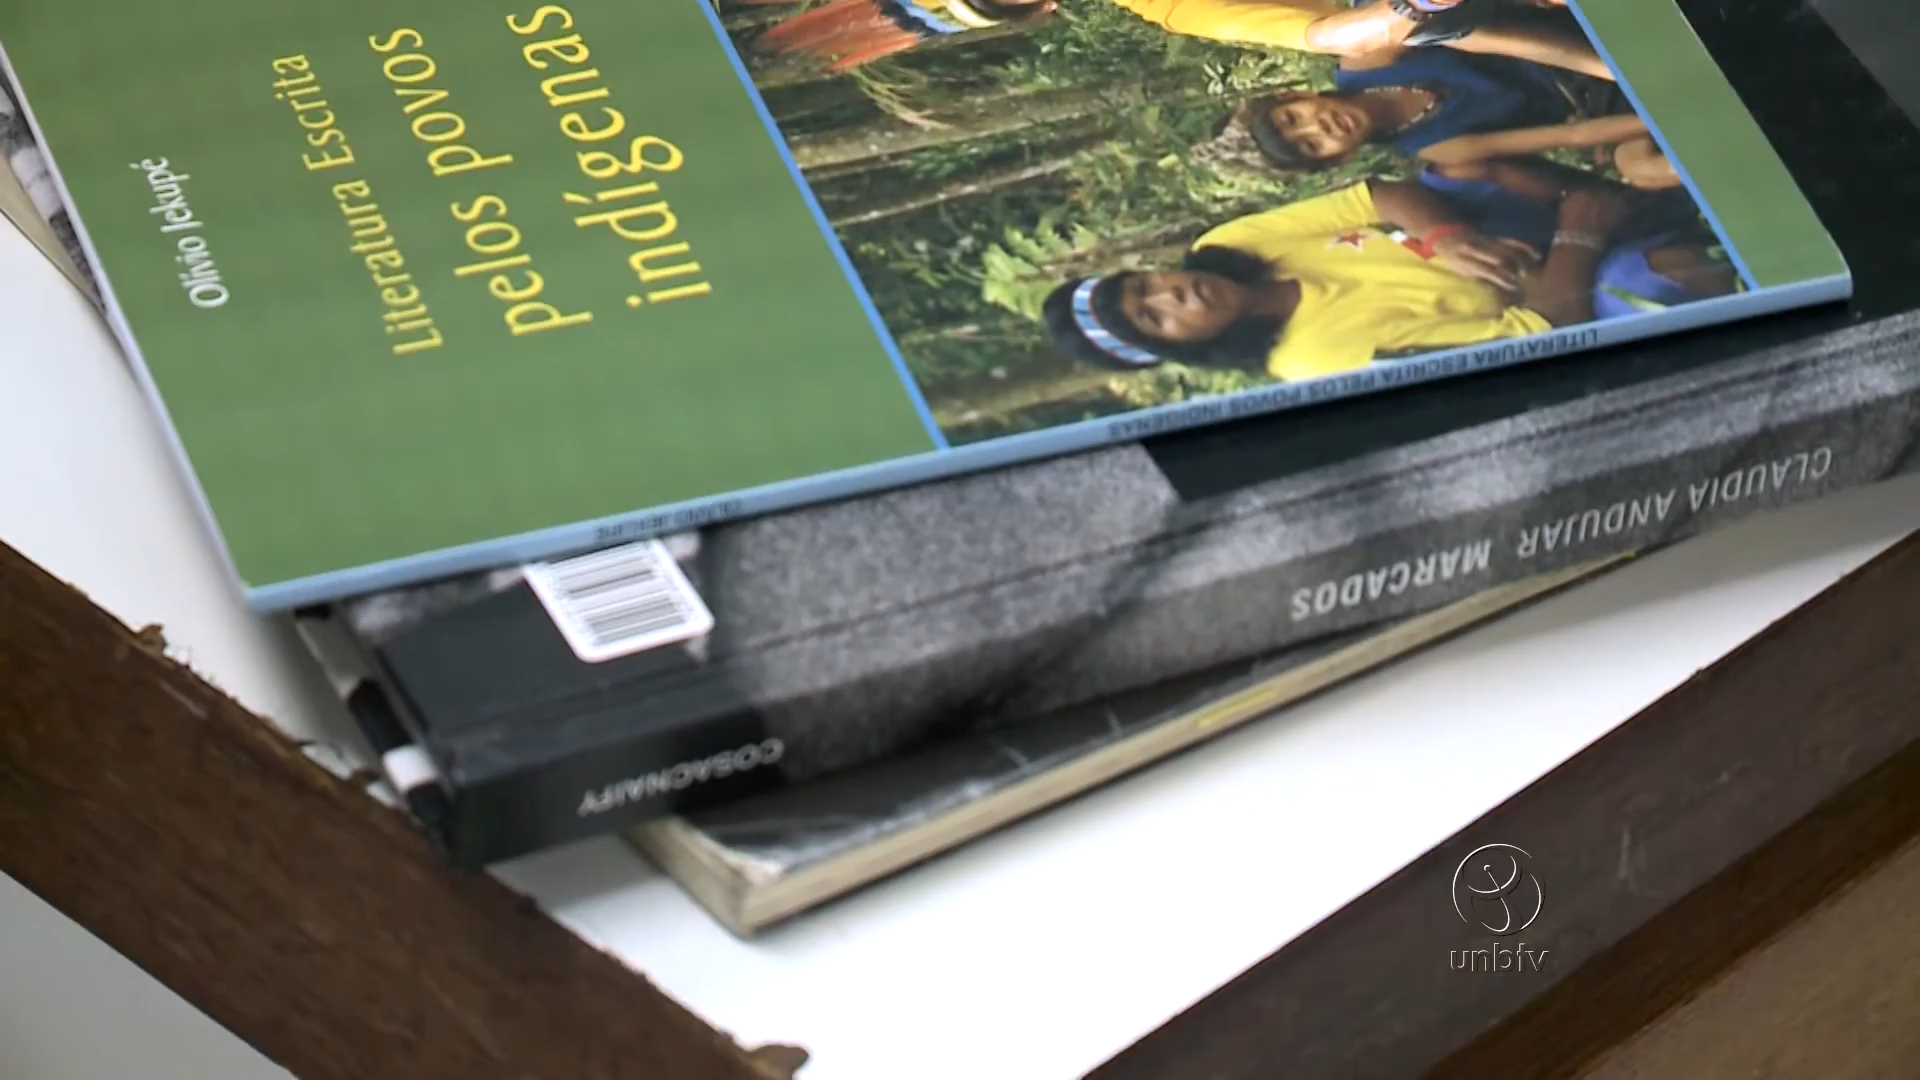 Olívio Jekupé
Literatura Escrita
pelos povos
indígenas
LITERATURA ESCRITA PELOS POVOS INDÍGENAS
CLAUDIA ANDUJAR MARCADOS
COSACNAIFY
unbtv